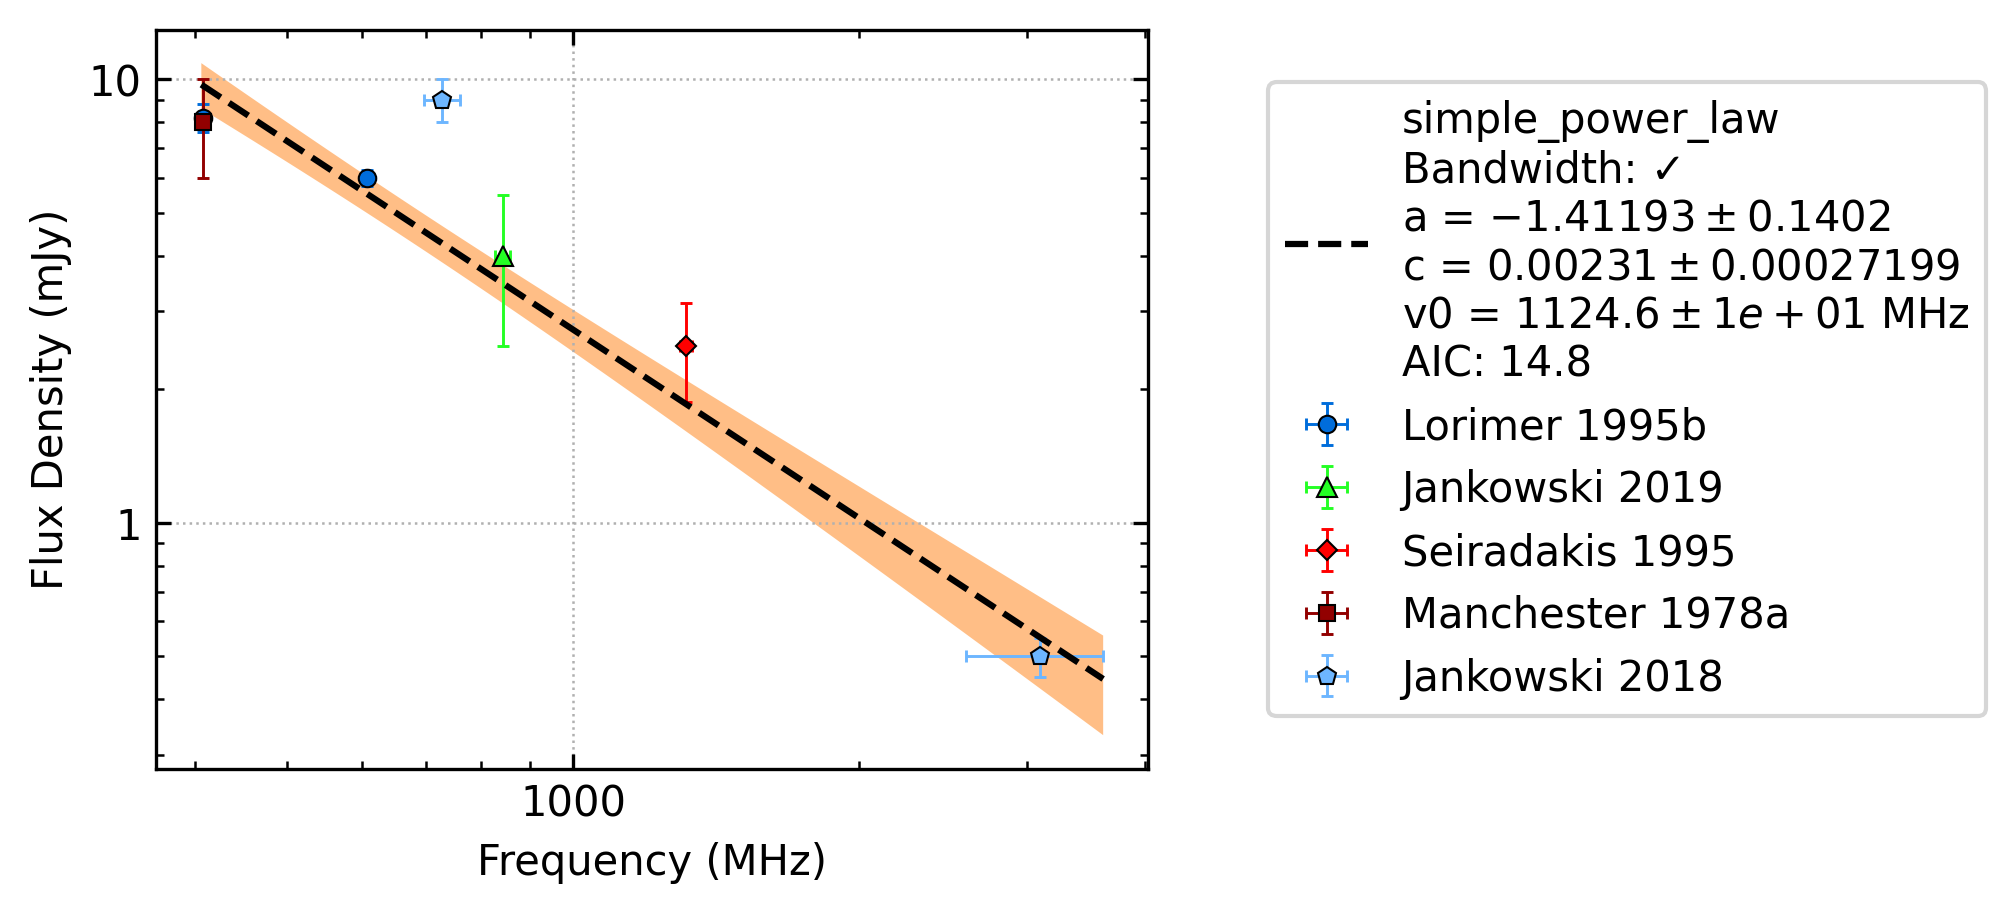 10
1
Flux Density (mJy)
1000
Frequency (MHz)
simple_power_law
Bandwidth: ✓
a = −1.41193 ± 0.1402
c = 0.00231 ± 0.00027199
v0 = 1124.6 ± 1e + 01 MHz
AIC: 14.8
Lorimer 1995b
Jankowski 2019
Seiradakis 1995
Manchester 1978a
Jankowski 2018